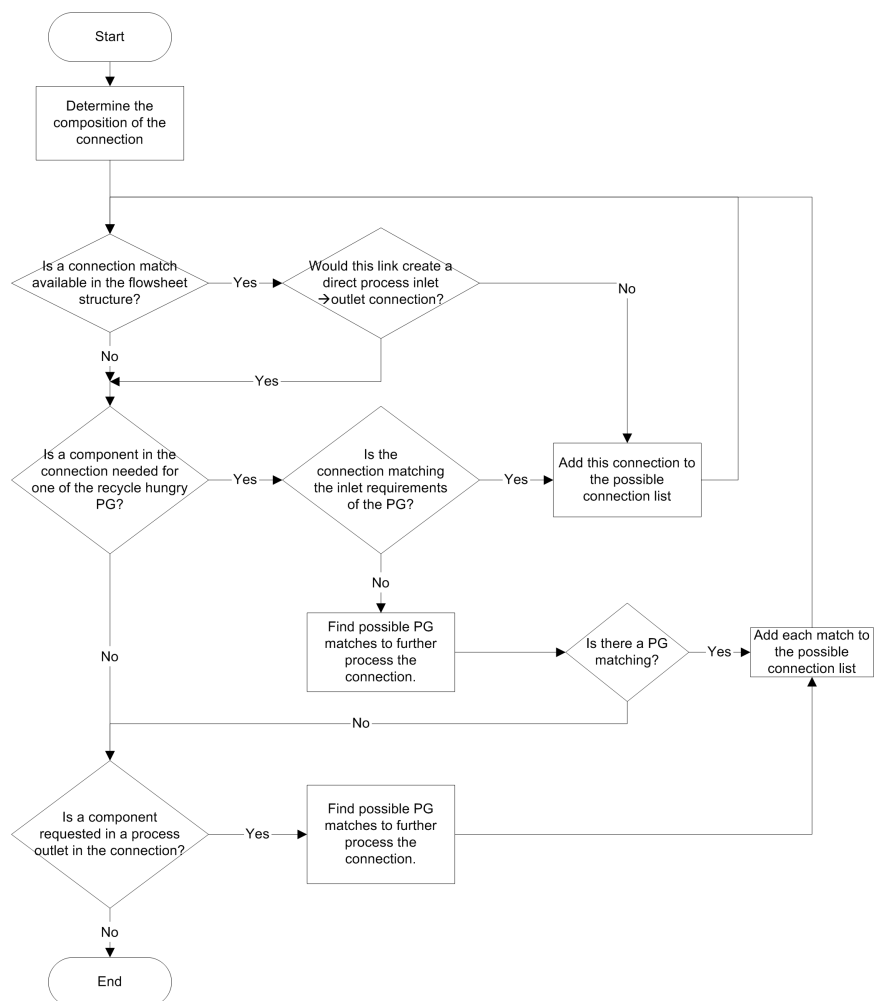 Start
Determine the
composition of the
connection
Is a connection match
available in the flowsheet
structure?
Yes
Would this link create a
direct process inlet
→outlet connection?
No
No
Yes
Is a component in the
connection needed for
one of the recycle hungry
PG?
Yes
Is the
connection matching
the inlet requirements
of the PG?
Yes
Add this connection to
the possible
connection list
No
Find possible PG
matches to further
process the
connection.
Is there a PG
matching?
Yes
Add each match to
the possible
connection list
No
No
Is a component
requested in a process
outlet in the connection?
Yes
Find possible PG
matches to further
process the
connection.
No
End